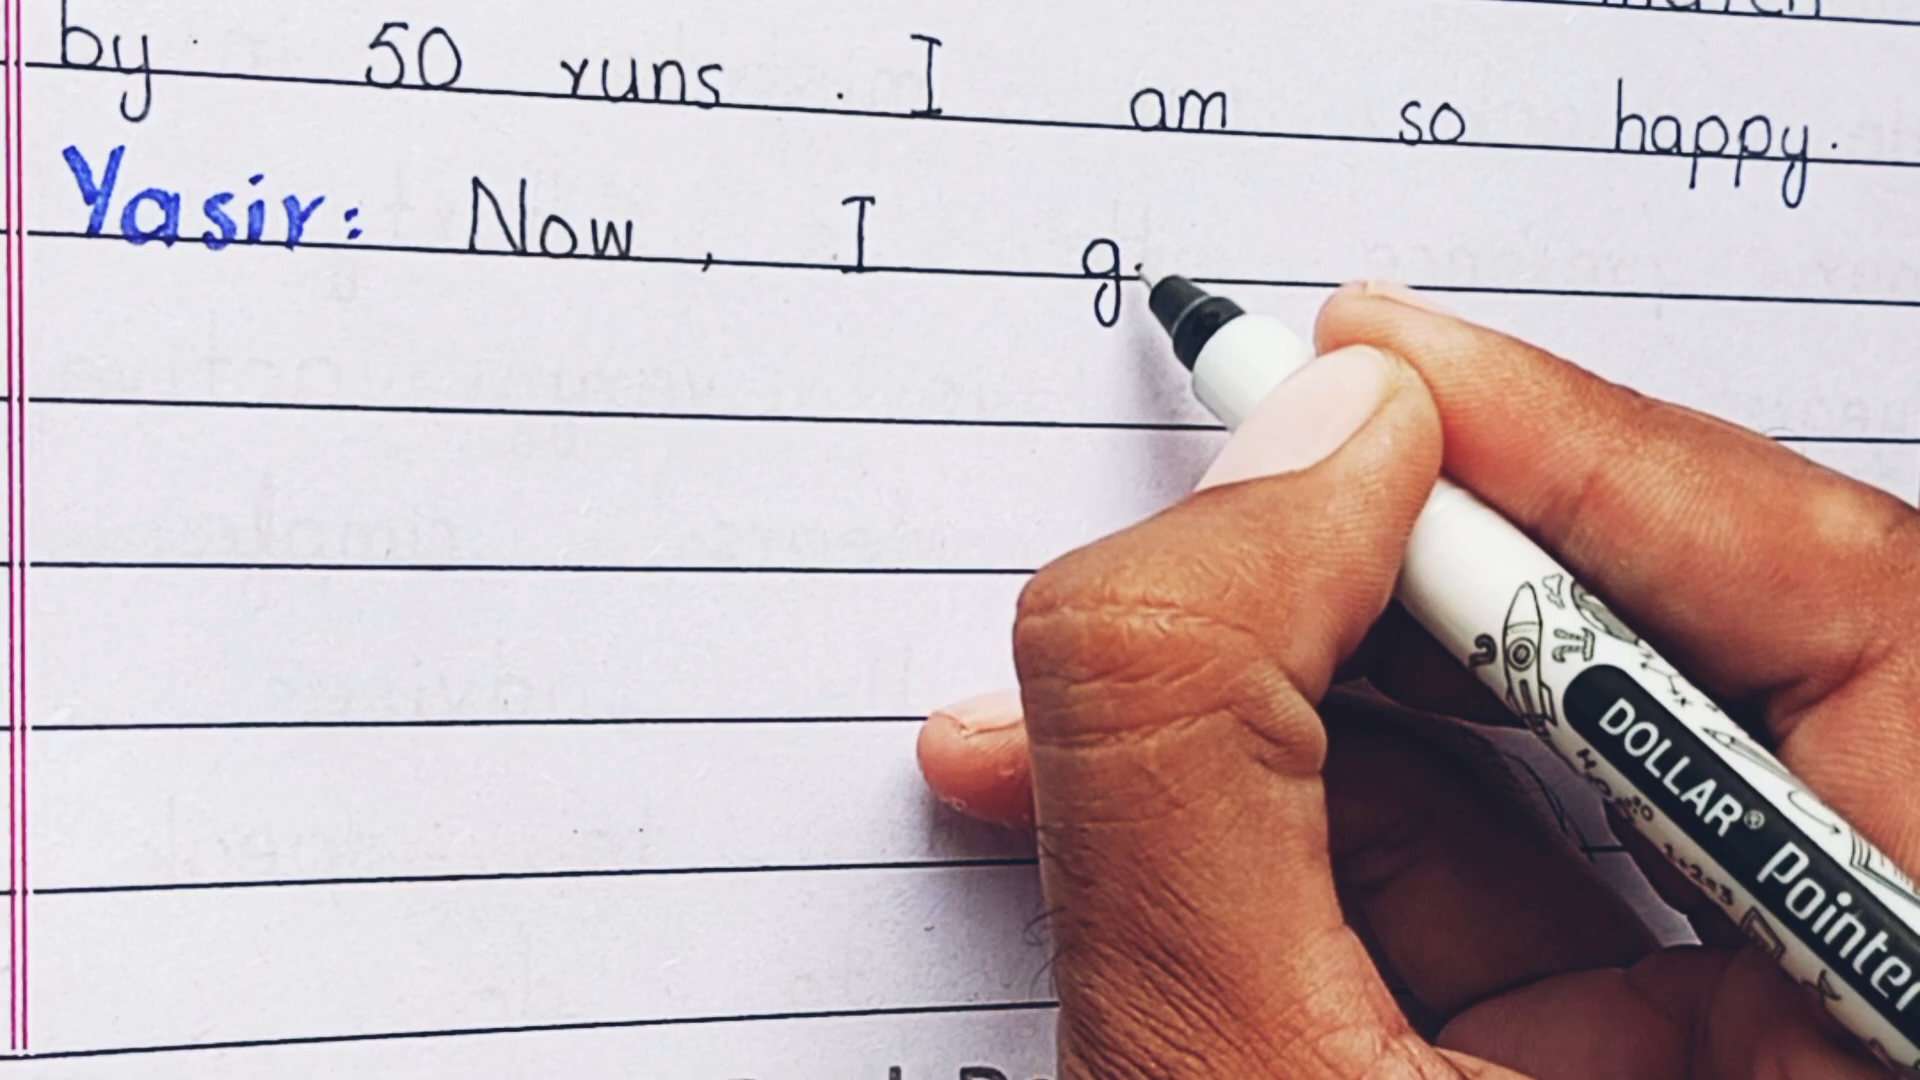 by 50 runs. I am so happy.
Yasir: Now, I g
DOLLAR® Pointer